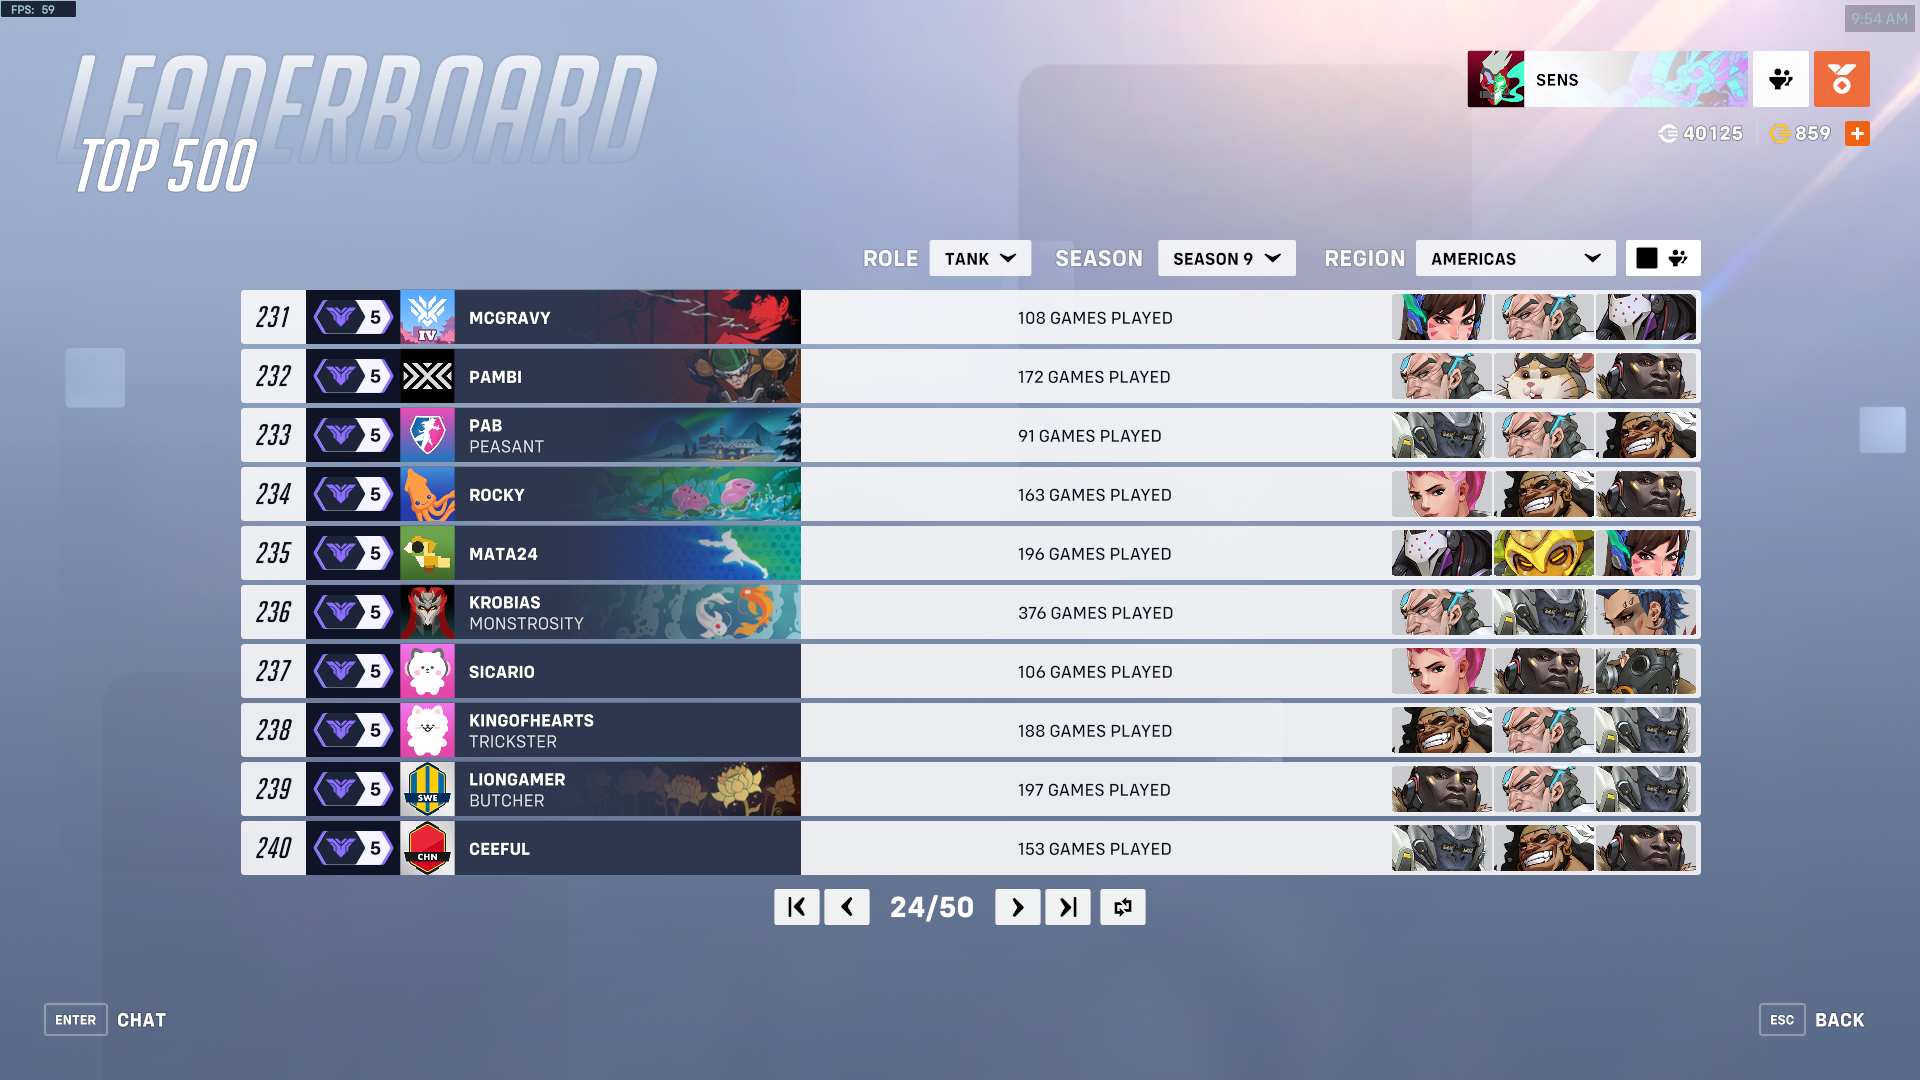 FPS: 59
9:54 AM
LEADERBOARD
TOP 500
SENS
40125 859
ROLE TANK SEASON SEASON 9 REGION AMERICAS
231 5 IV MCGRAVY 108 GAMES PLAYED
232 5 PAMBI 172 GAMES PLAYED
233 5 PAB
PEASANT
91 GAMES PLAYED
234 5 ROCKY 163 GAMES PLAYED
235 5 MATA24 196 GAMES PLAYED
236 5 KROBIAS
MONSTROSITY
376 GAMES PLAYED
237 5 SICARIO 106 GAMES PLAYED
238 5 KINGOFHEARTS
TRICKSTER
188 GAMES PLAYED
239 5 SWE LIONGAMER
BUTCHER
197 GAMES PLAYED
240 5 CHN CEEFUL 153 GAMES PLAYED
24/50
ENTER CHAT
ESC BACK